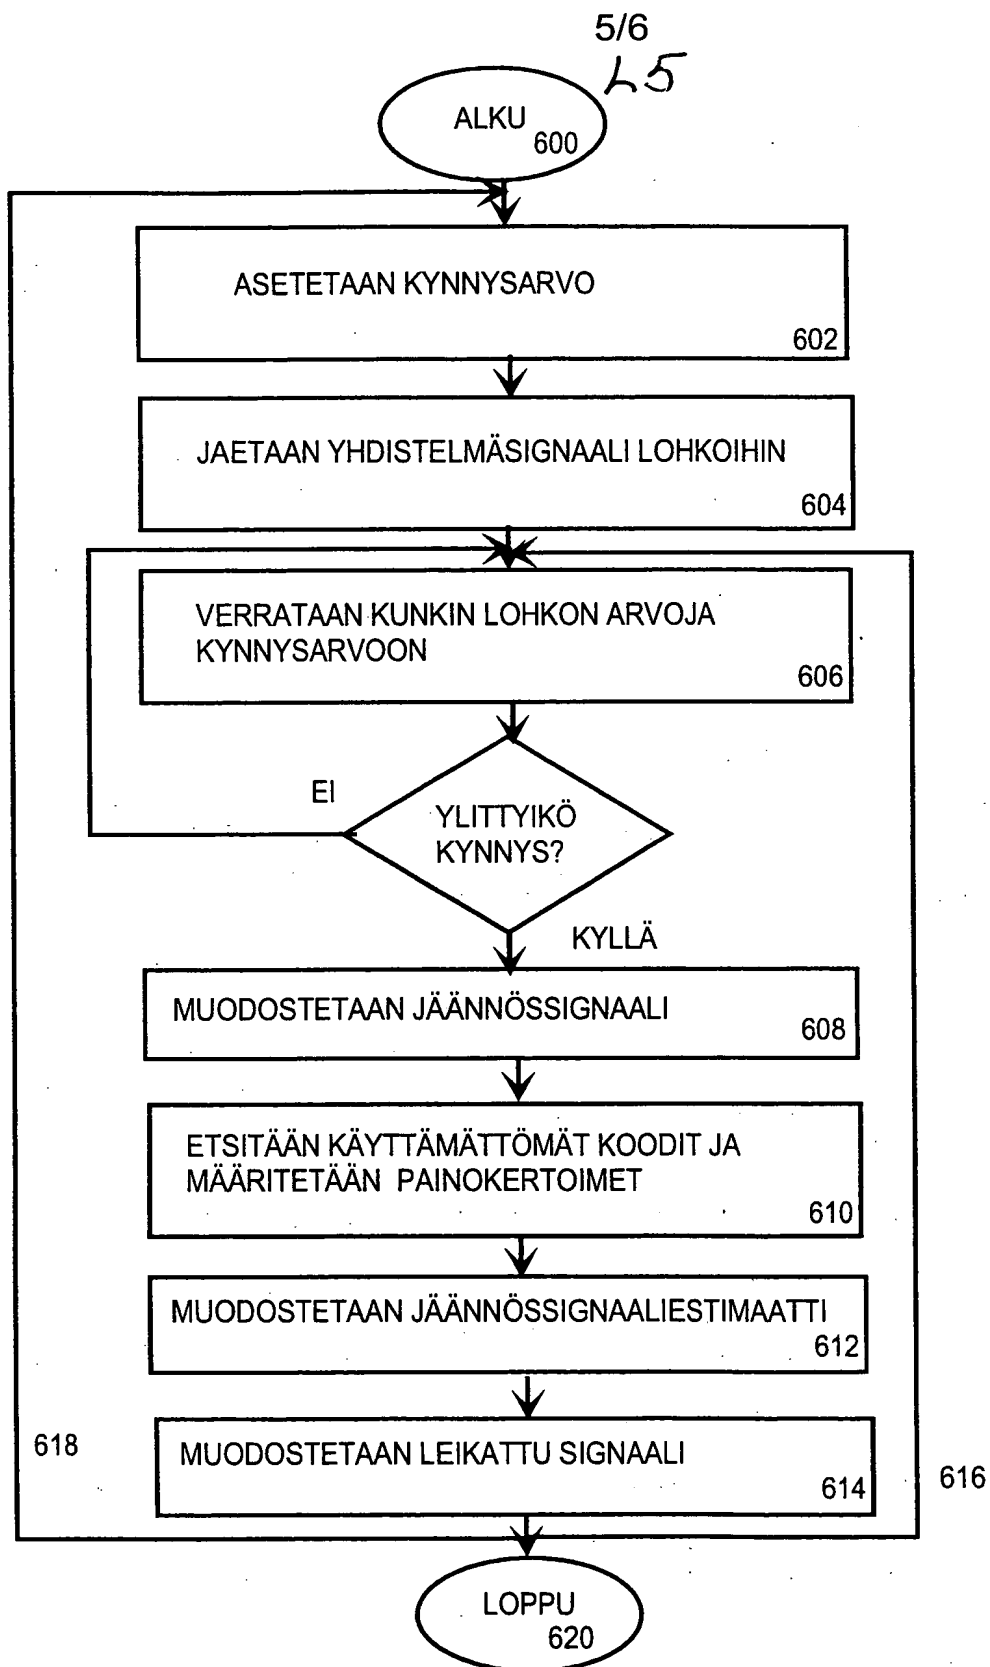 5/6
L5
ALKU
600
ASETETAAN KYNNYSARVO
602
JAETAAN YHDISTELMÄSIGNAALI LOHKOIHIN
604
VERRATAAN KUNKIN LOHKON ARVOJA
KYNNYSARVOON
606
EI
YLITTYIKÖ
KYNNYS?
KYLLÄ
MUODOSTETAAN JÄÄNNÖSSIGNAALI
608
ETSITÄÄN KÄYTTÄMÄTTÖMÄT KOODIT JA
MÄÄRITETÄÄN PAINOKERTOIMET
610
MUODOSTETAAN JÄÄNNÖSSIGNAALIESTIMAATTI
612
618
MUODOSTETAAN LEIKATTU SIGNAALI
614
616
LOPPU
620